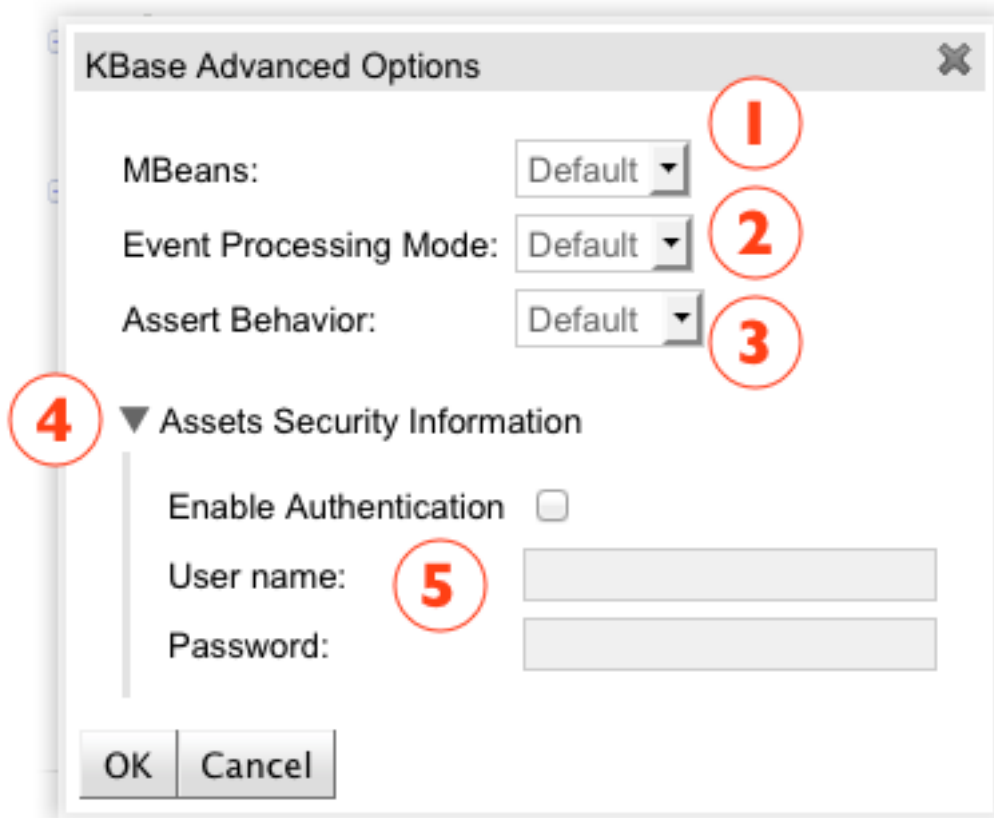 KBase Advanced Options
1
MBeans: Default
Event Processing Mode: Default
2
Assert Behavior: Default
3
4 Assets Security Information
Enable Authentication
User name: 5
Password:
OK Cancel